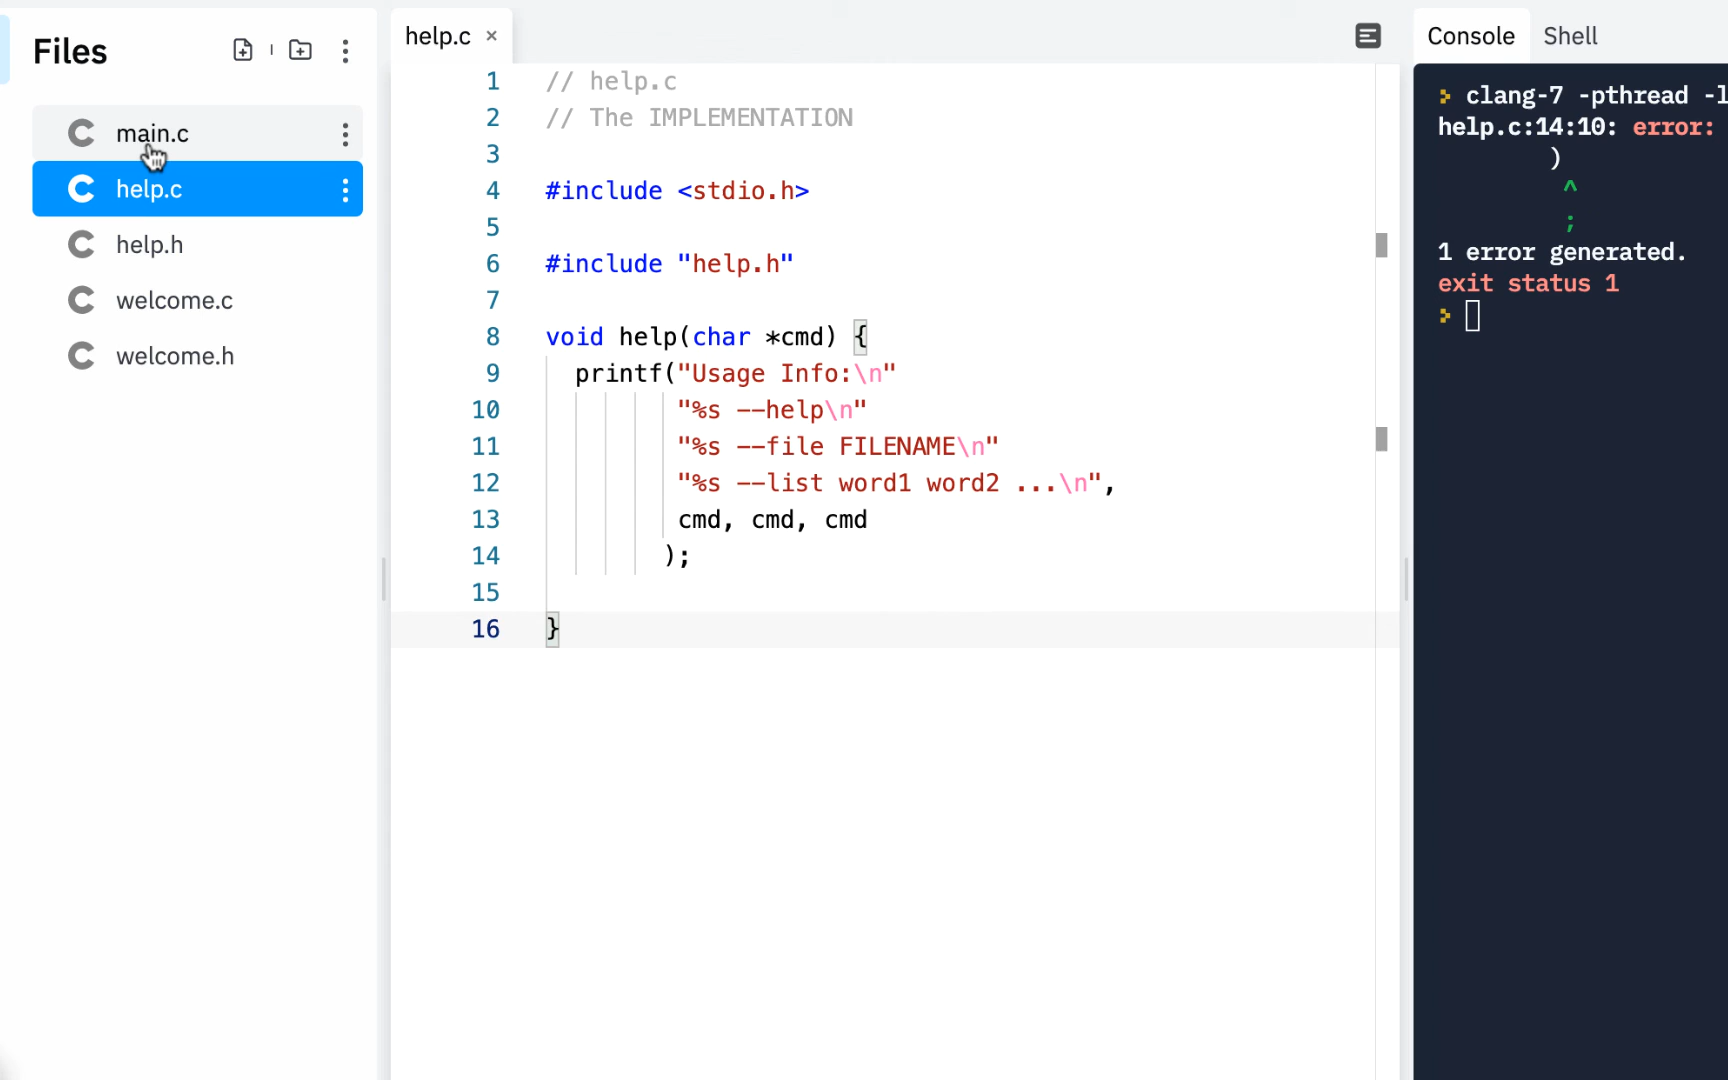 Files
main.c
help.c
help.h
welcome.c
welcome.h
help.c ×
1 // help.c
2 // The IMPLEMENTATION
3
4 #include <stdio.h>
5
6 #include "help.h"
7
8 void help(char *cmd) {
9 printf("Usage Info:\n"
10 "%s --help\n"
11 "%s --file FILENAME\n"
12 "%s --list word1 word2 ...\n",
13 cmd, cmd, cmd
14 );
15
16 }
Console Shell
clang-7 -pthread -l
help.c:14:10: error:
)
^
;
1 error generated.
exit status 1